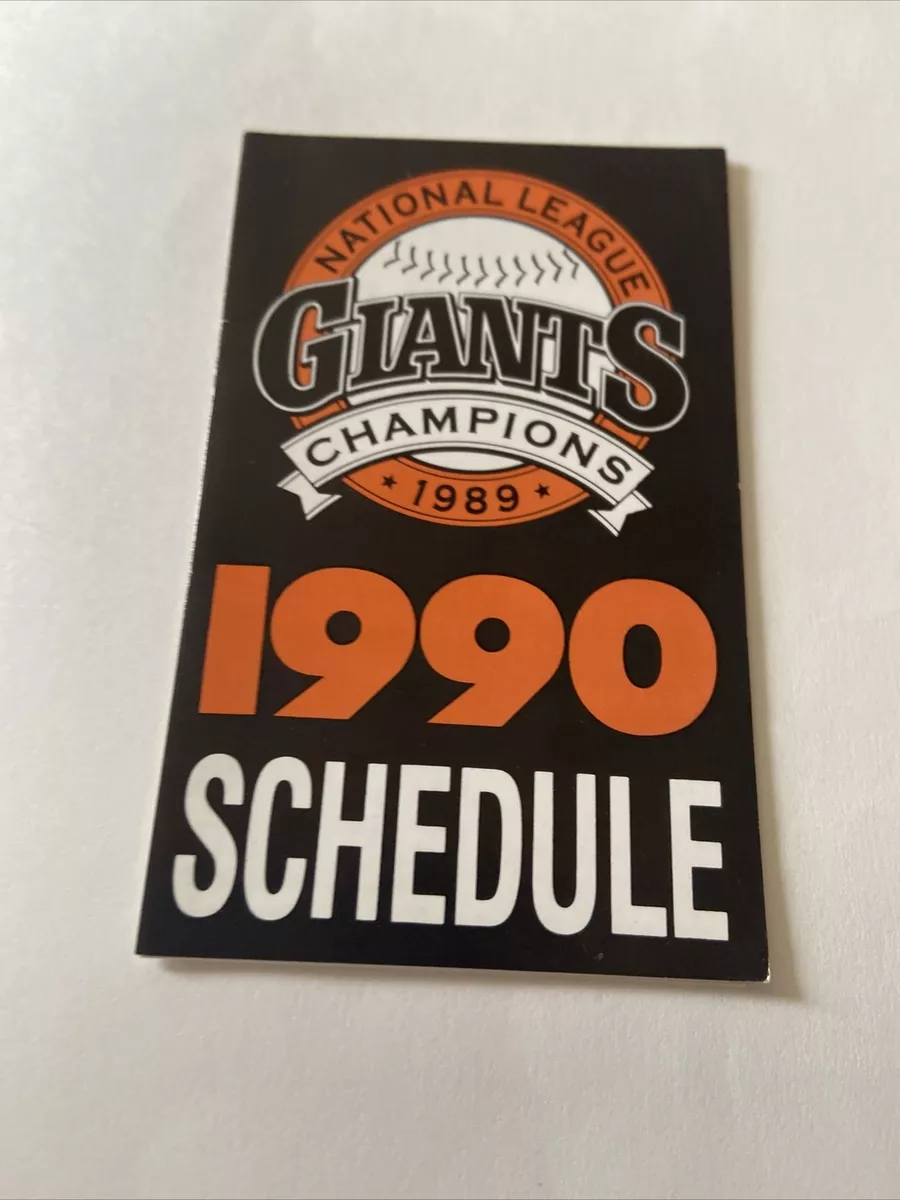 NATIONAL LEAGUE
GIANTS
CHAMPIONS
★ 1989 ★
1990
SCHEDULE